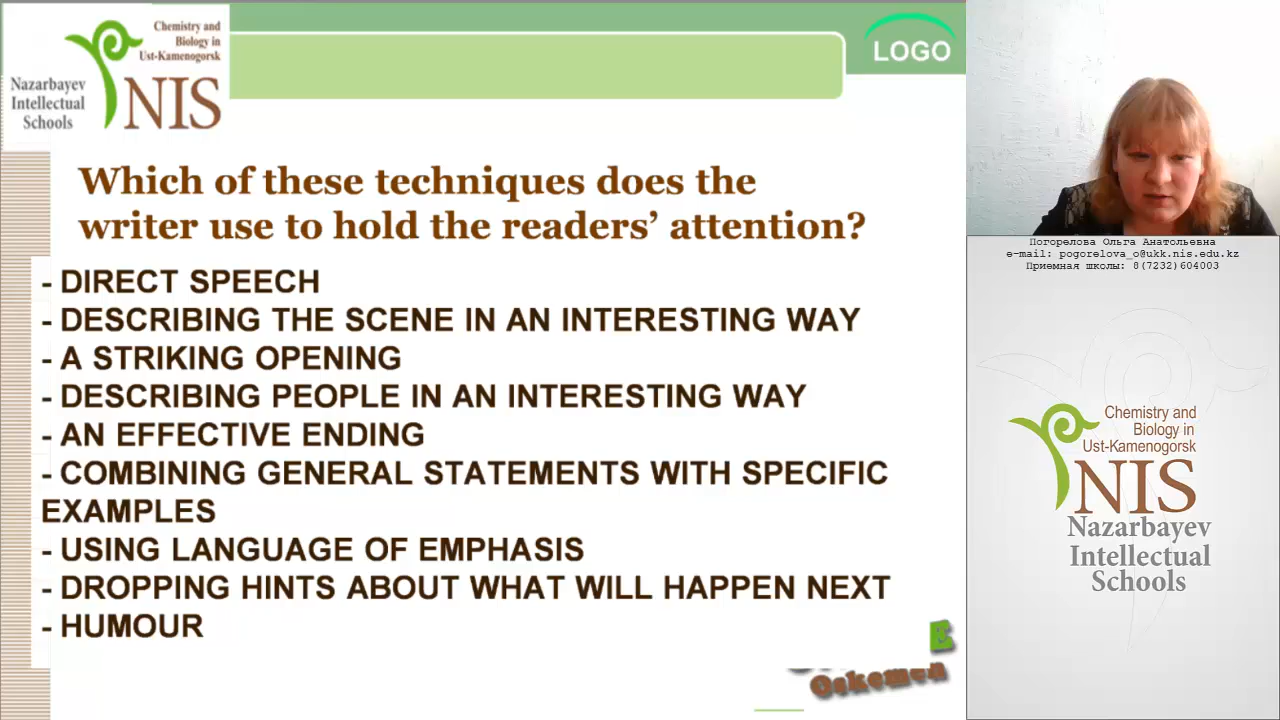 Chemistry and
Biology in
Ust-Kamenogorsk
Nazarbayev
Intellectual
Schools
NIS
LOGO
Which of these techniques does the
writer use to hold the readers’ attention?
- DIRECT SPEECH
- DESCRIBING THE SCENE IN AN INTERESTING WAY
- A STRIKING OPENING
- DESCRIBING PEOPLE IN AN INTERESTING WAY
- AN EFFECTIVE ENDING
- COMBINING GENERAL STATEMENTS WITH SPECIFIC
EXAMPLES
- USING LANGUAGE OF EMPHASIS
- DROPPING HINTS ABOUT WHAT WILL HAPPEN NEXT
- HUMOUR
E
Oskemen
Погорелова Ольга Анатольевна
e-mail: pogorelova_o@ukk.nis.edu.kz
Приемная школы: 8(7232)604003
Chemistry and
Biology in
Ust-Kamenogorsk
NIS
Nazarbayev
Intellectual
Schools